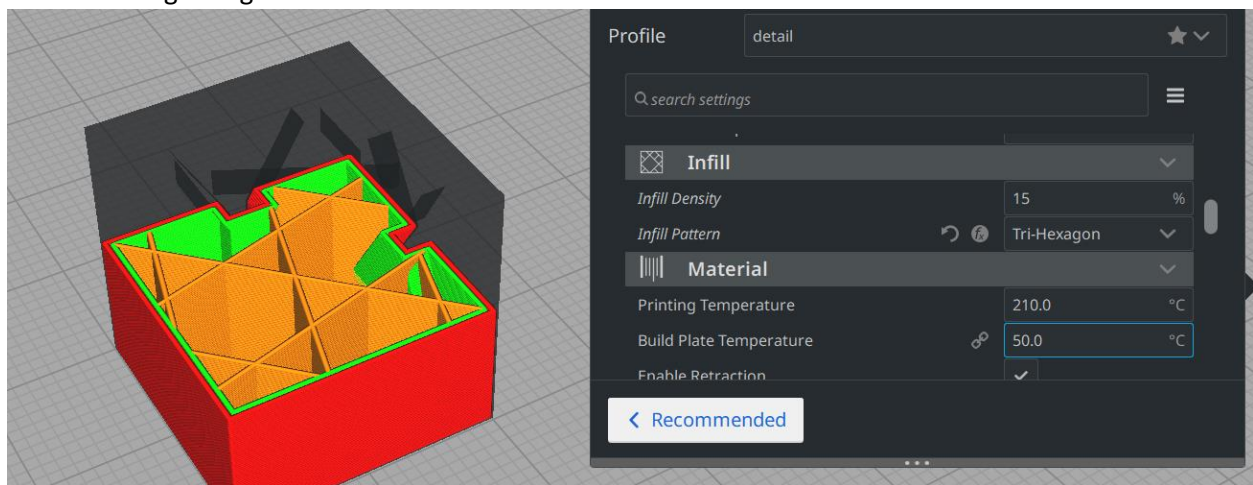 Profile
detail
search settings
Infill
Infill Density
15 %
Infill Pattern
Tri-Hexagon
Material
Printing Temperature
210.0 °C
Build Plate Temperature
50.0 °C
Enable Retraction
Recommended